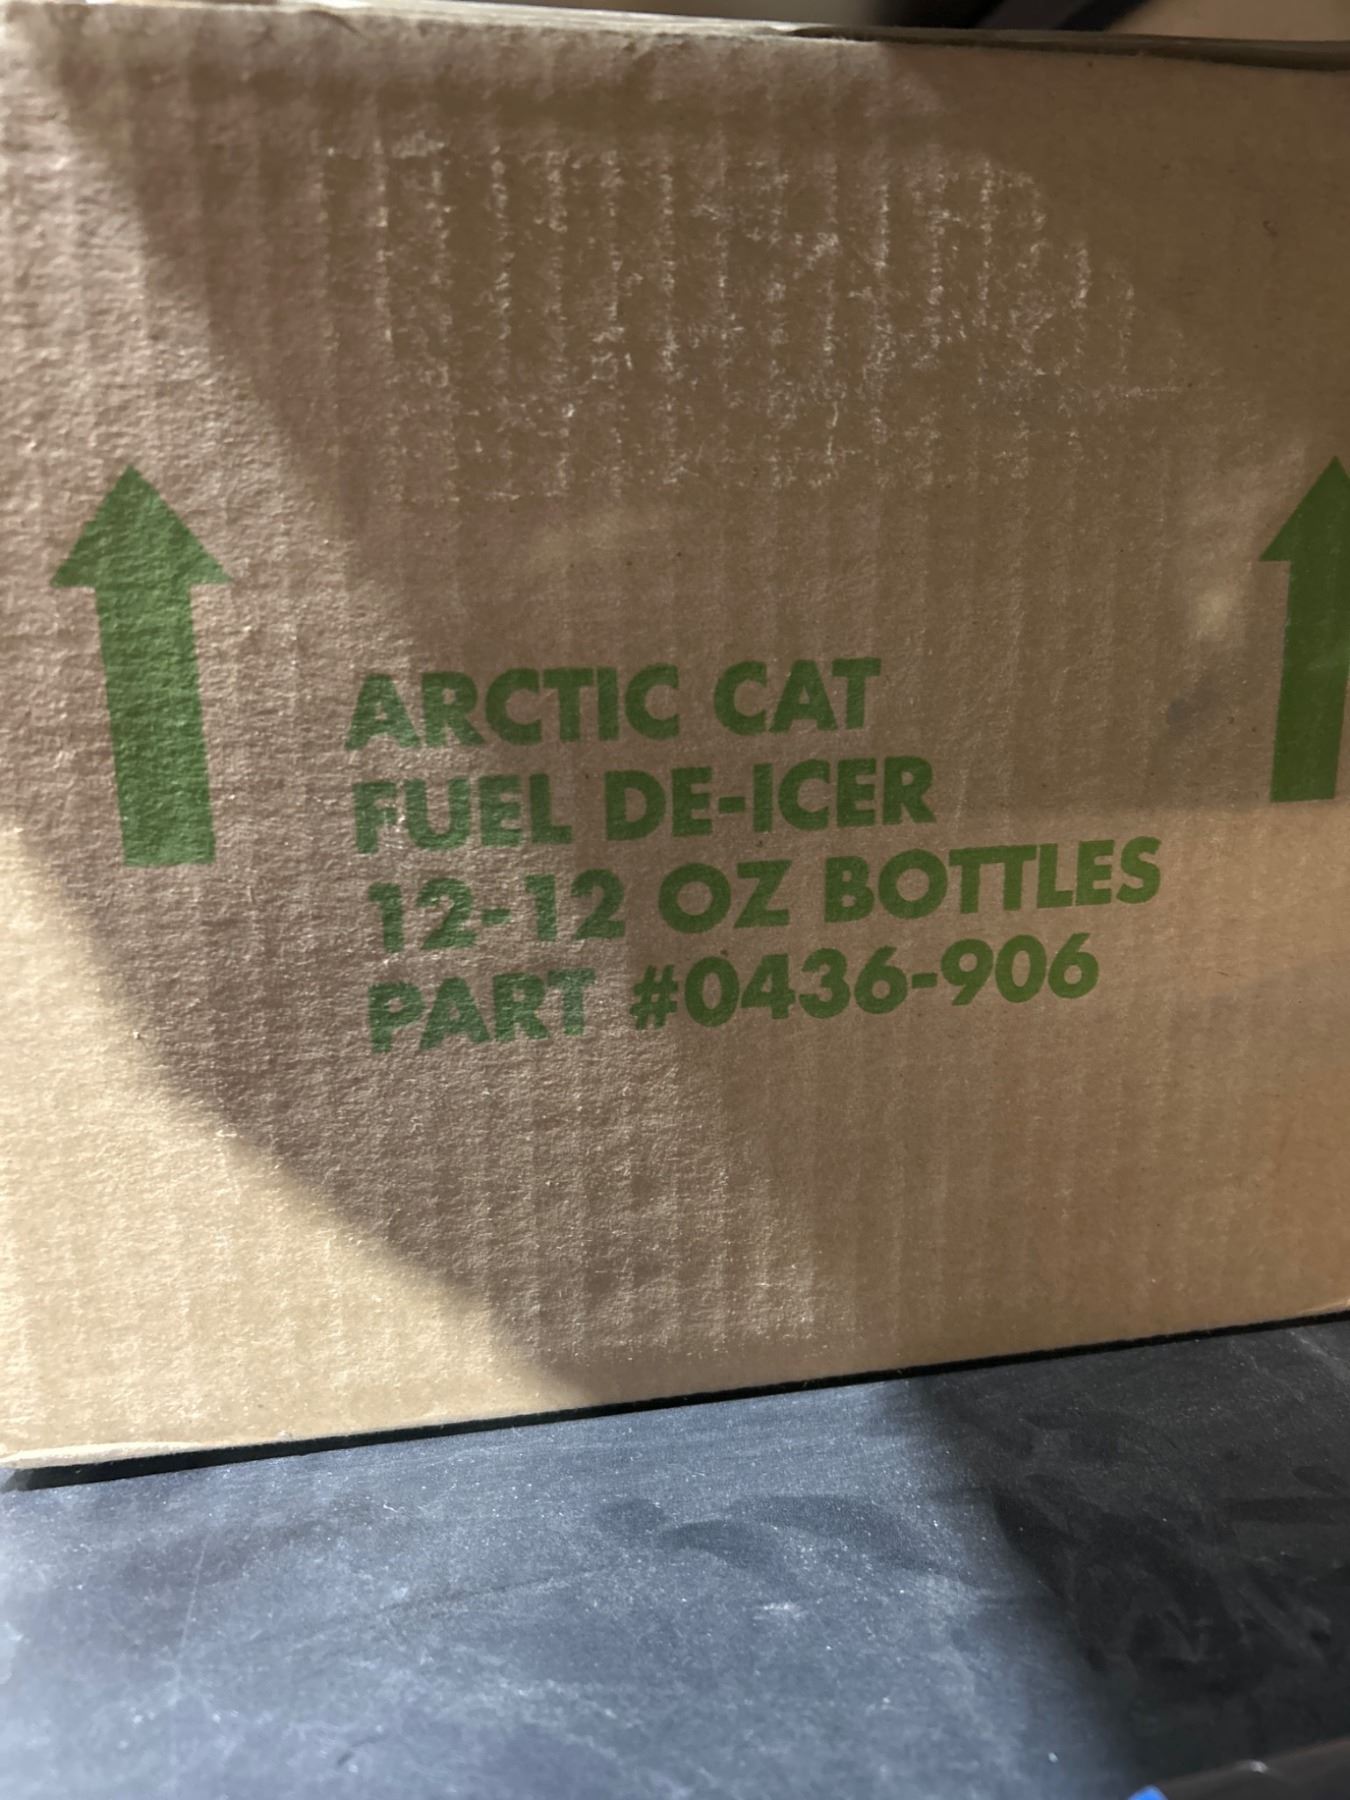 ARCTIC CAT
FUEL DE-ICER
12-12 OZ BOTTLES
PART #0436-906